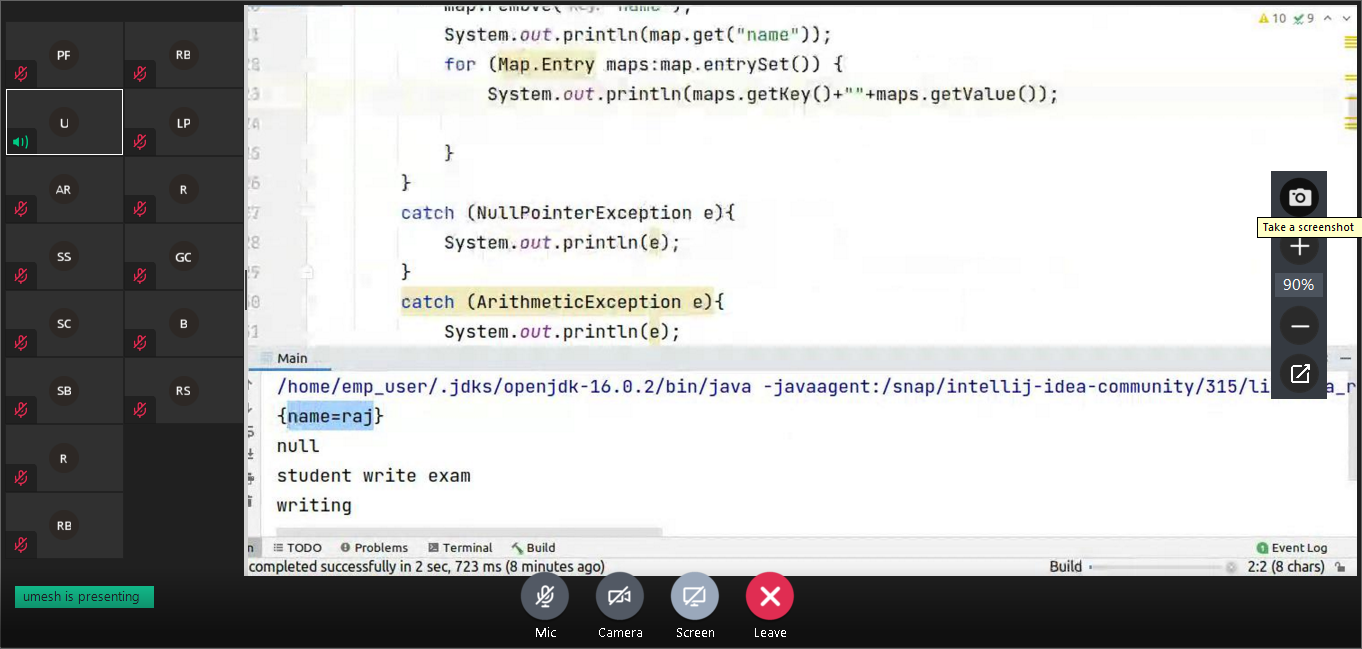 PF
RB
U
LP
AR
R
SS
GC
SC
B
SB
RS
R
RB
umesh is presenting
map.remove( key: "name");
System.out.println(map.get("name"));
for (Map.Entry maps:map.entrySet()) {
System.out.println(maps.getKey()+""+maps.getValue());
}
}
catch (NullPointerException e){
System.out.println(e);
}
catch (ArithmeticException e){
System.out.println(e);
10 9
Take a screenshot
90%
Main
/home/emp_user/.jdks/openjdk-16.0.2/bin/java -javaagent:/snap/intellij-idea-community/315/li
{name=raj}
null
student write exam
writing
TODO Problems Terminal Build 1 Event Log
completed successfully in 2 sec, 723 ms (8 minutes ago) Build 2:2 (8 chars)
Mic Camera Screen Leave